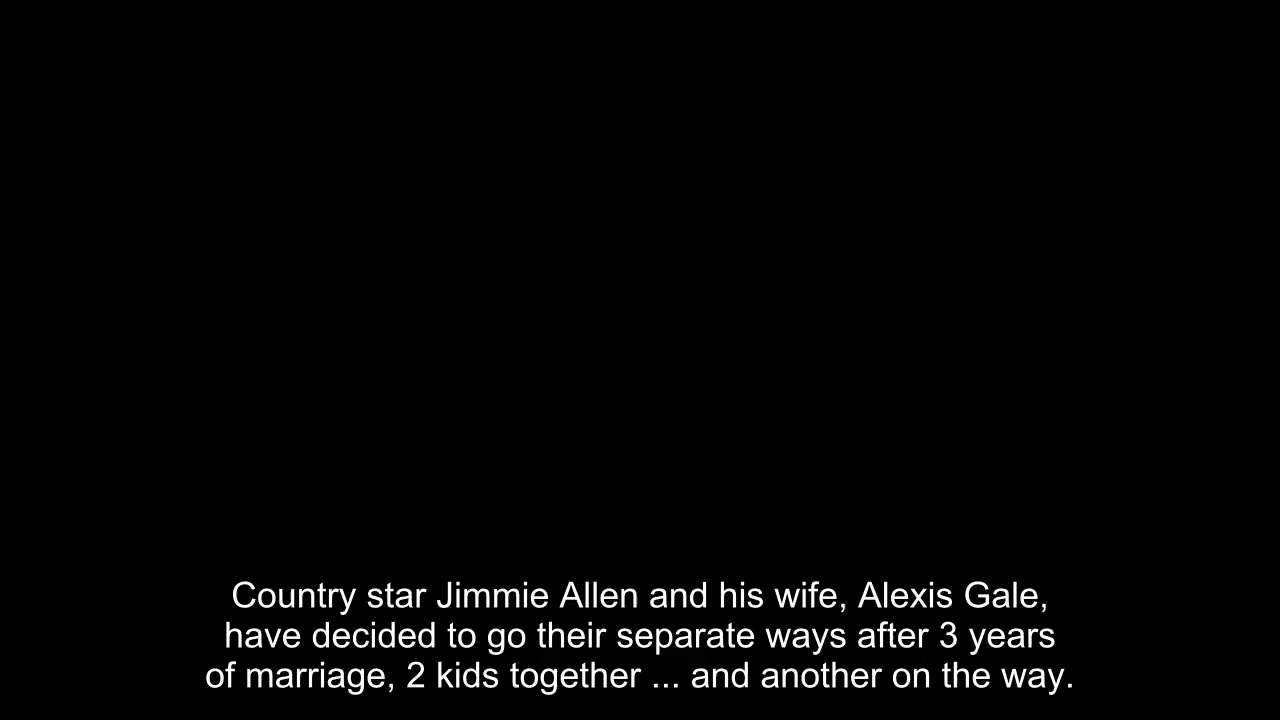 Country star Jimmie Allen and his wife, Alexis Gale,
have decided to go their separate ways after 3 years
of marriage, 2 kids together ... and another on the way.